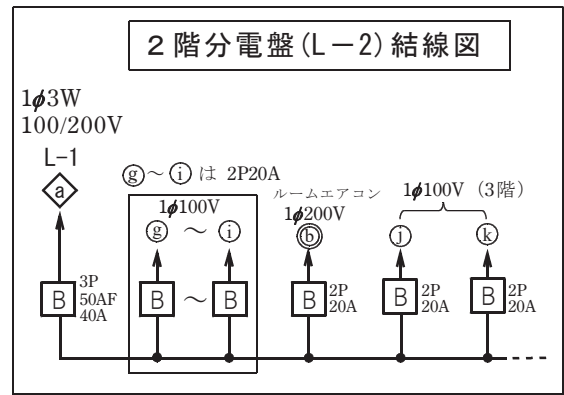 2階分電盤(L-2)結線図
1φ3W
100/200V
L-1
a
ⓖ～ⓘ は 2P20A
1φ100V
ⓖ ～ ⓘ
ルームエアコン
1φ200V
ⓑ
1φ100V (3階)
ⓙ ⓚ
B 3P 50AF 40A
B ～ B
B 2P 20A
B 2P 20A
B 2P 20A